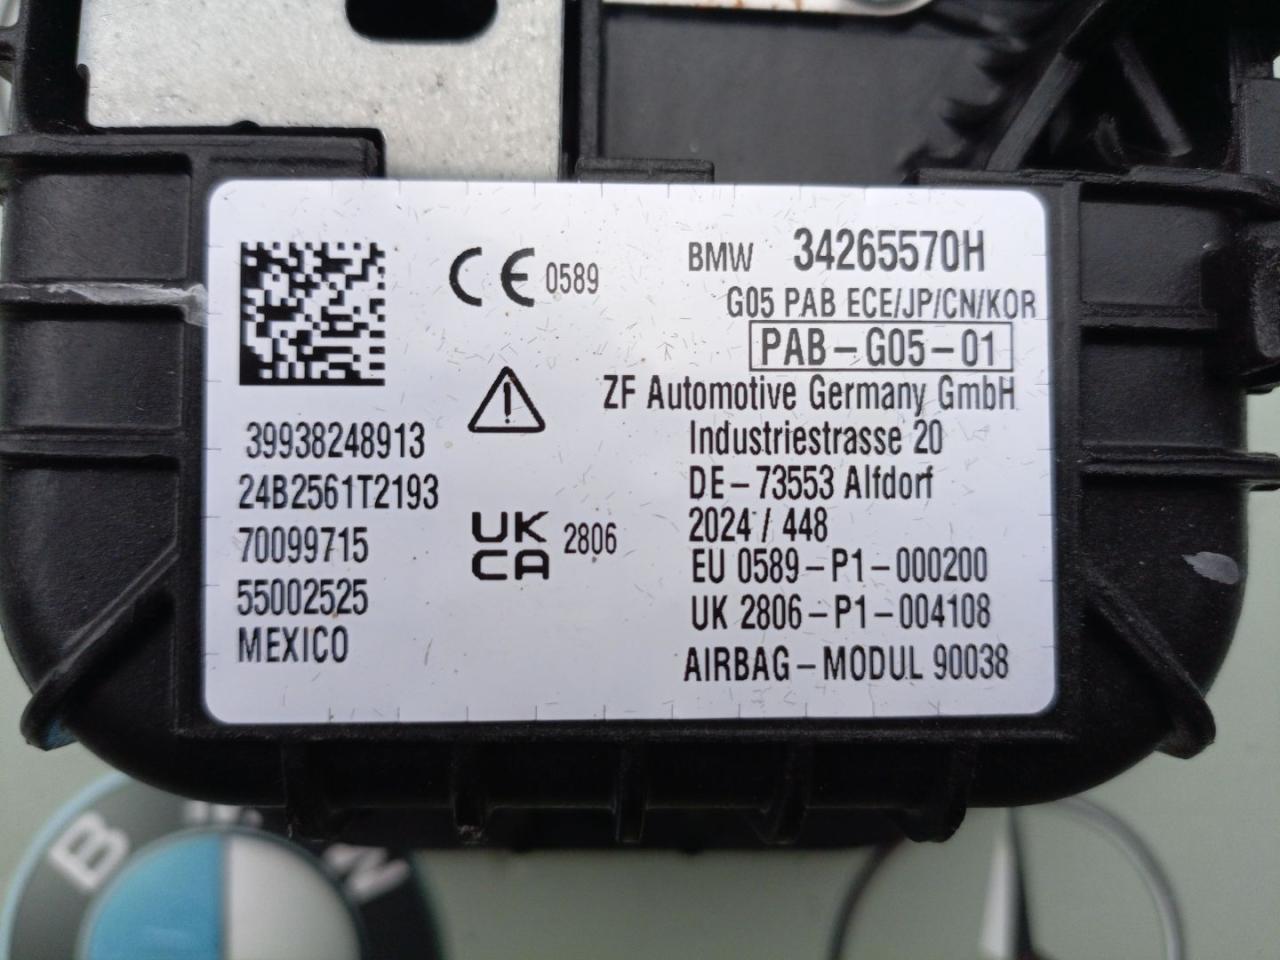 CE 0589
39938248913
24B2561T2193
70099715
55002525
MEXICO
UK
CA 2806
BMW 34265570H
G05 PAB ECE/JP/CN/KOR
PAB-G05-01
ZF Automotive Germany GmbH
Industriestrasse 20
DE-73553 Alfdorf
2024 / 448
EU 0589-P1-000200
UK 2806-P1-004108
AIRBAG-MODUL 90038
B M W